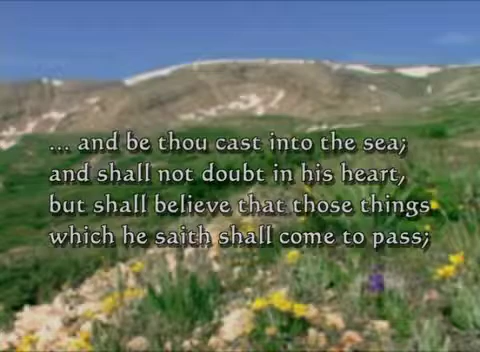 ... and be thou cast into the sea;
and shall not doubt in his heart,
but shall believe that those things
which he saith shall come to pass;